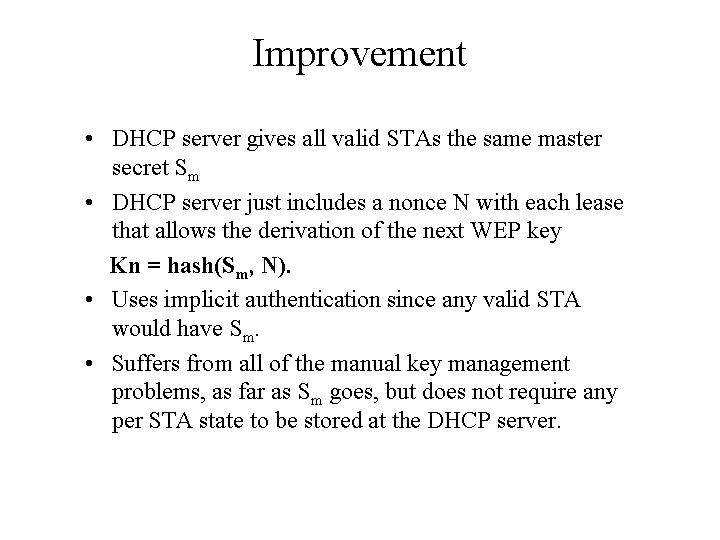 Improvement
• DHCP server gives all valid STAs the same master
secret Sm
• DHCP server just includes a nonce N with each lease
that allows the derivation of the next WEP key
Kn = hash(Sm, N).
• Uses implicit authentication since any valid STA
would have Sm.
• Suffers from all of the manual key management
problems, as far as Sm goes, but does not require any
per STA state to be stored at the DHCP server.